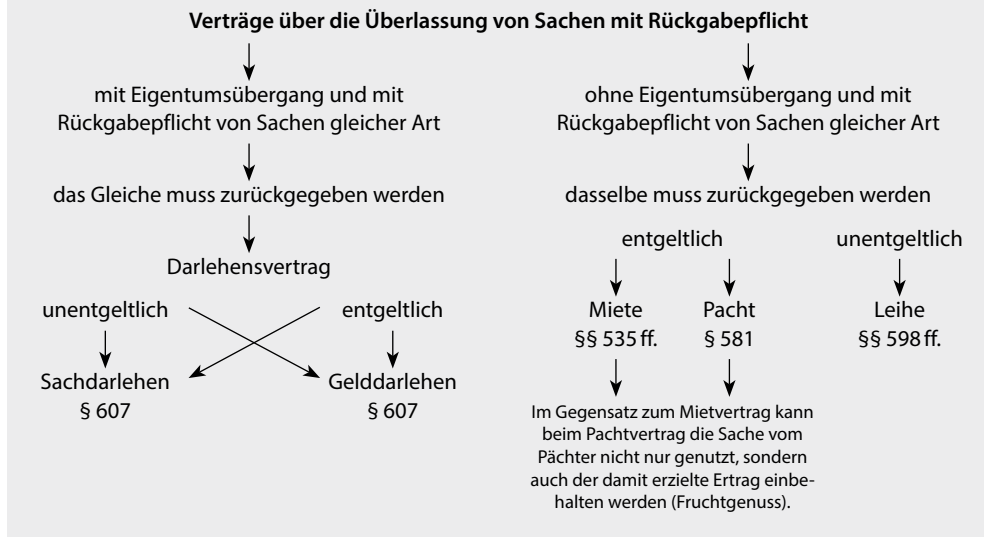 Verträge über die Überlassung von Sachen mit Rückgabepflicht
mit Eigentumsübergang und mit
Rückgabepflicht von Sachen gleicher Art
das Gleiche muss zurückgegeben werden
Darlehensvertrag
unentgeltlich
entgeltlich
Sachdarlehen
§ 607
Gelddarlehen
§ 607
ohne Eigentumsübergang und mit
Rückgabepflicht von Sachen gleicher Art
dasselbe muss zurückgegeben werden
entgeltlich
unentgeltlich
Miete
§§ 535 ff.
Pacht
§ 581
Leihe
§§ 598 ff.
Im Gegensatz zum Mietvertrag kann
beim Pachtvertrag die Sache vom
Pächter nicht nur genutzt, sondern
auch der damit erzielte Ertrag einbe-
halten werden (Fruchtgenuss).